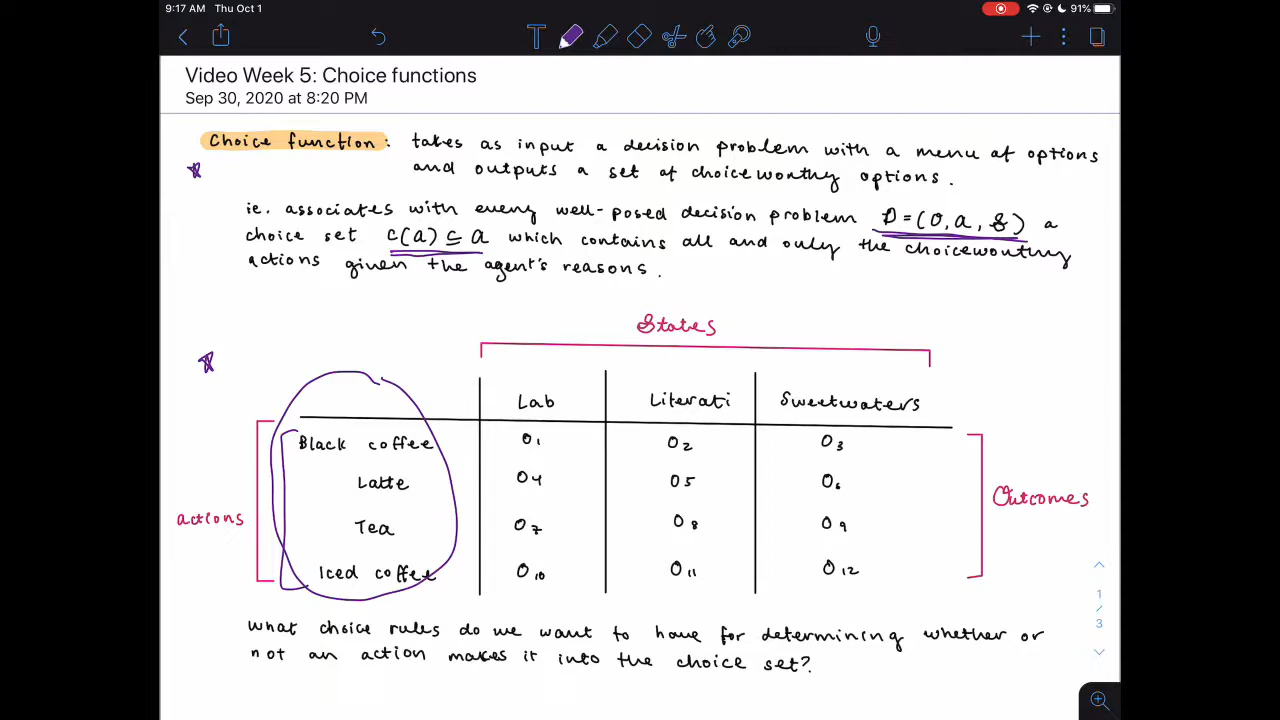 9:17 AM Thu Oct 1
91%
Video Week 5: Choice functions
Sep 30, 2020 at 8:20 PM
Choice function: takes as input a decision problem with a menu of options
and outputs a set of choiceworthy options.
ie. associates with every well-posed decision problem D=(O, a, S) a
choice set c(a) ⊆ a which contains all and only the choiceworthy
actions given the agent's reasons.
States
Lab Literati Sweetwaters
Black coffee O1 O2 O3
Latte O4 O5 O6
Tea O7 O8 O9
Iced coffee O10 O11 O12
actions
Outcomes
What choice rules do we want to have for determining whether or
not an action makes it into the choice set?
1
/
3